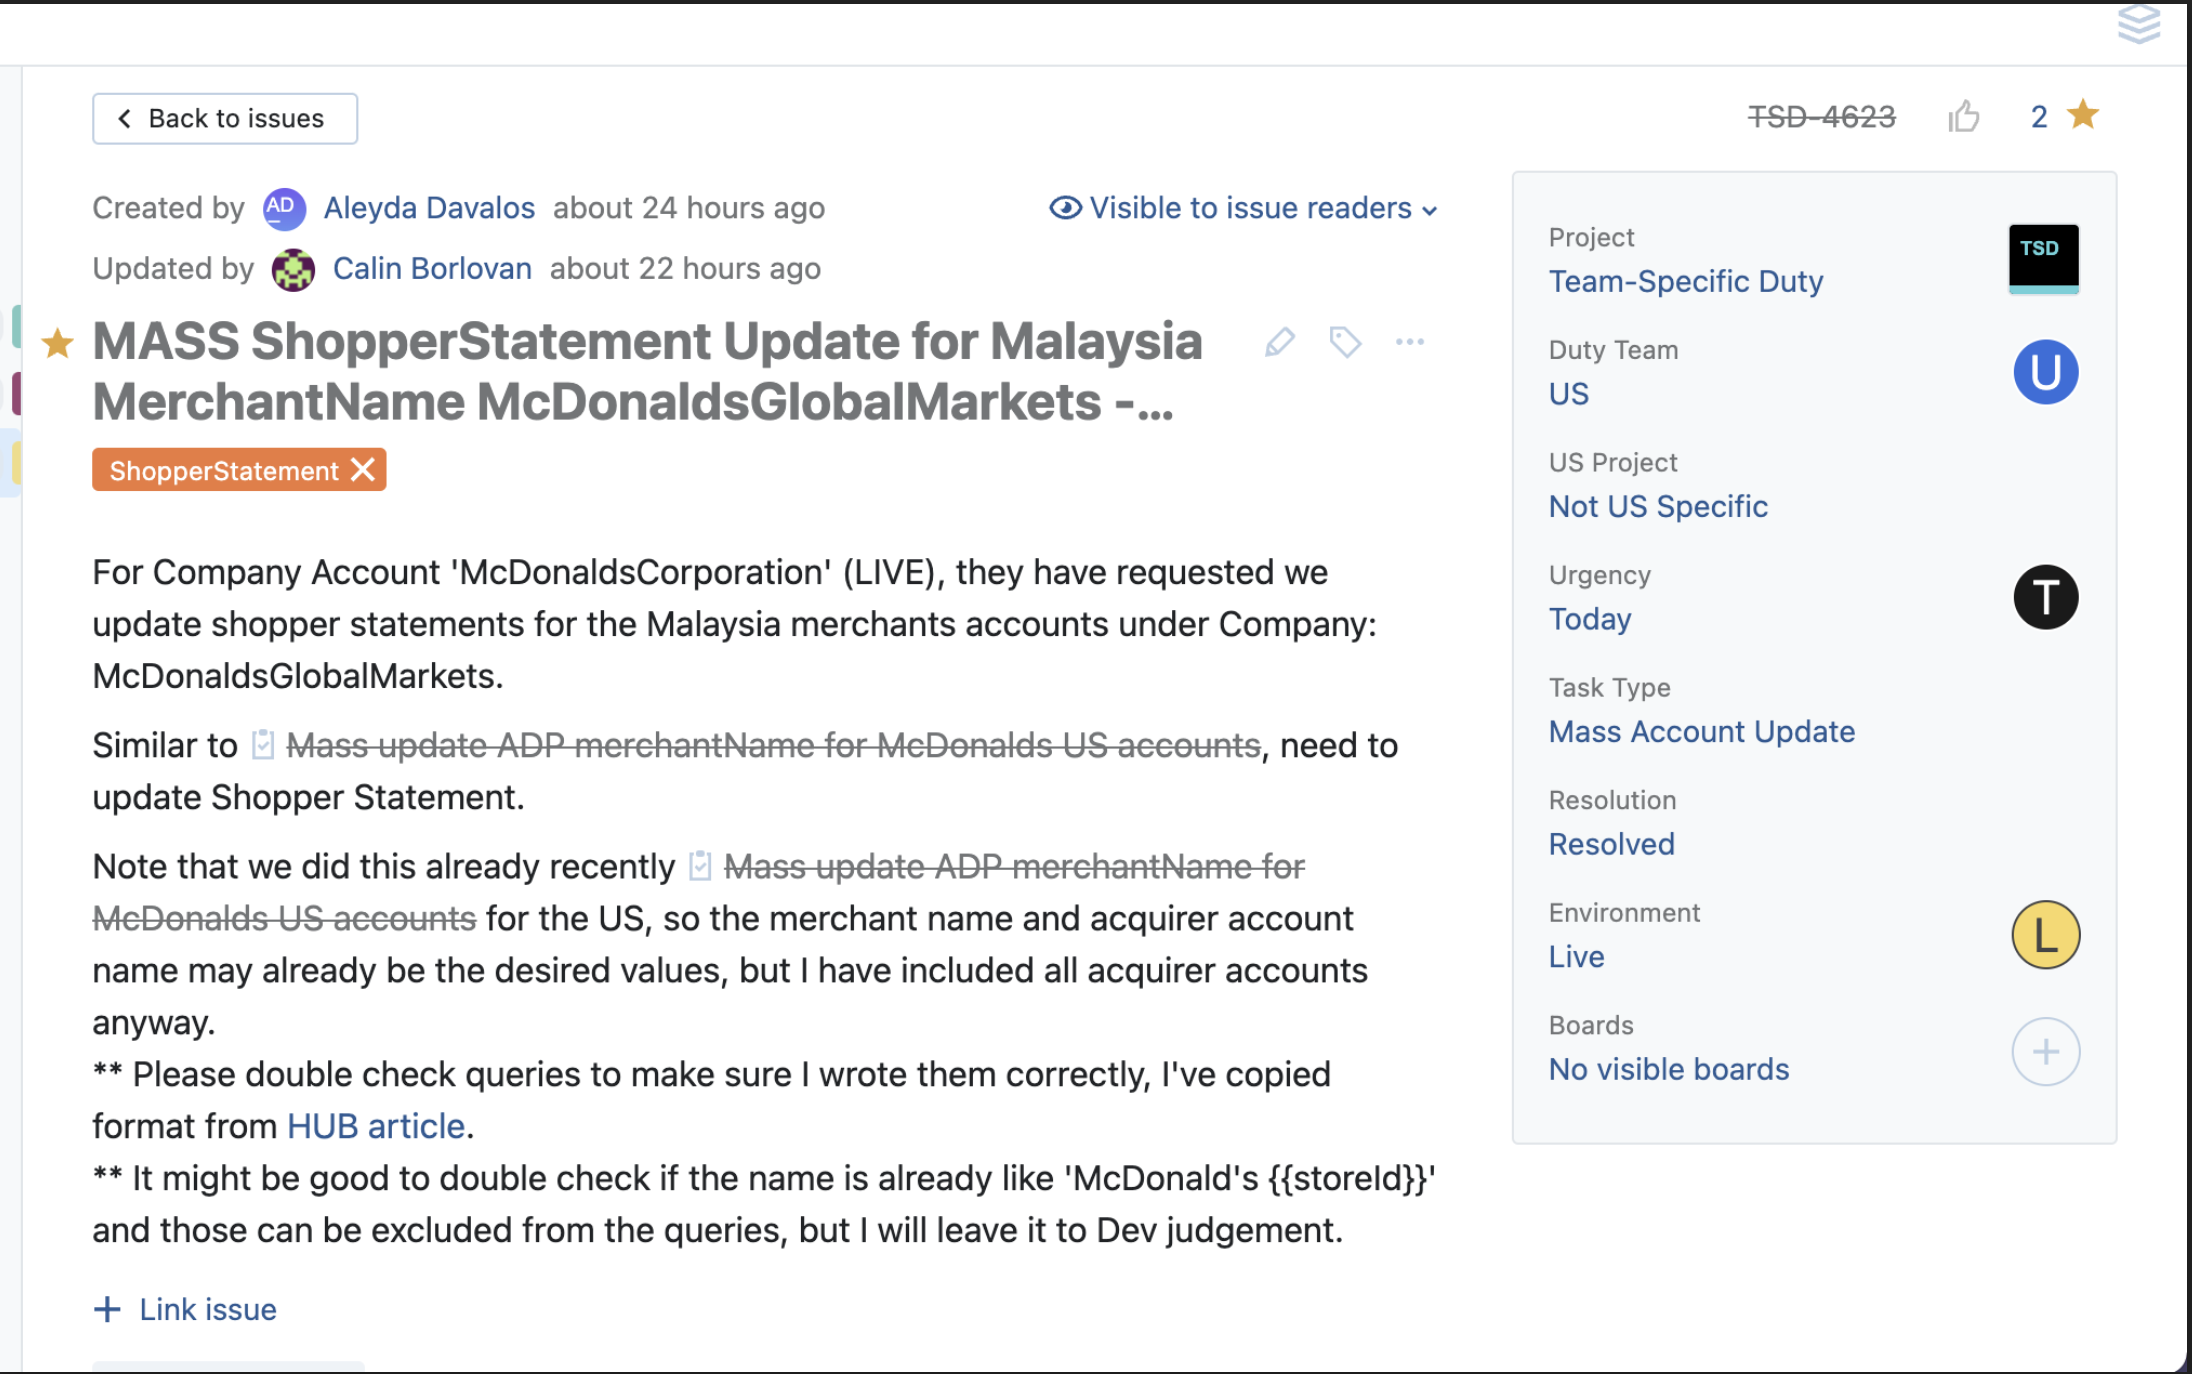 Back to issues
TSD-4623
2
Created by AD Aleyda Davalos about 24 hours ago
Visible to issue readers
Updated by Calin Borlovan about 22 hours ago
MASS ShopperStatement Update for Malaysia
MerchantName McDonaldsGlobalMarkets -...
ShopperStatement
For Company Account 'McDonaldsCorporation' (LIVE), they have requested we
update shopper statements for the Malaysia merchants accounts under Company:
McDonaldsGlobalMarkets.
Similar to Mass update ADP merchantName for McDonalds US accounts, need to
update Shopper Statement.
Note that we did this already recently Mass update ADP merchantName for
McDonalds US accounts for the US, so the merchant name and acquirer account
name may already be the desired values, but I have included all acquirer accounts
anyway.
** Please double check queries to make sure I wrote them correctly, I've copied
format from HUB article.
** It might be good to double check if the name is already like 'McDonald's {{storeId}}'
and those can be excluded from the queries, but I will leave it to Dev judgement.
+ Link issue
Project
Team-Specific Duty
TSD
Duty Team
US
U
US Project
Not US Specific
Urgency
Today
T
Task Type
Mass Account Update
Resolution
Resolved
Environment
Live
L
Boards
No visible boards